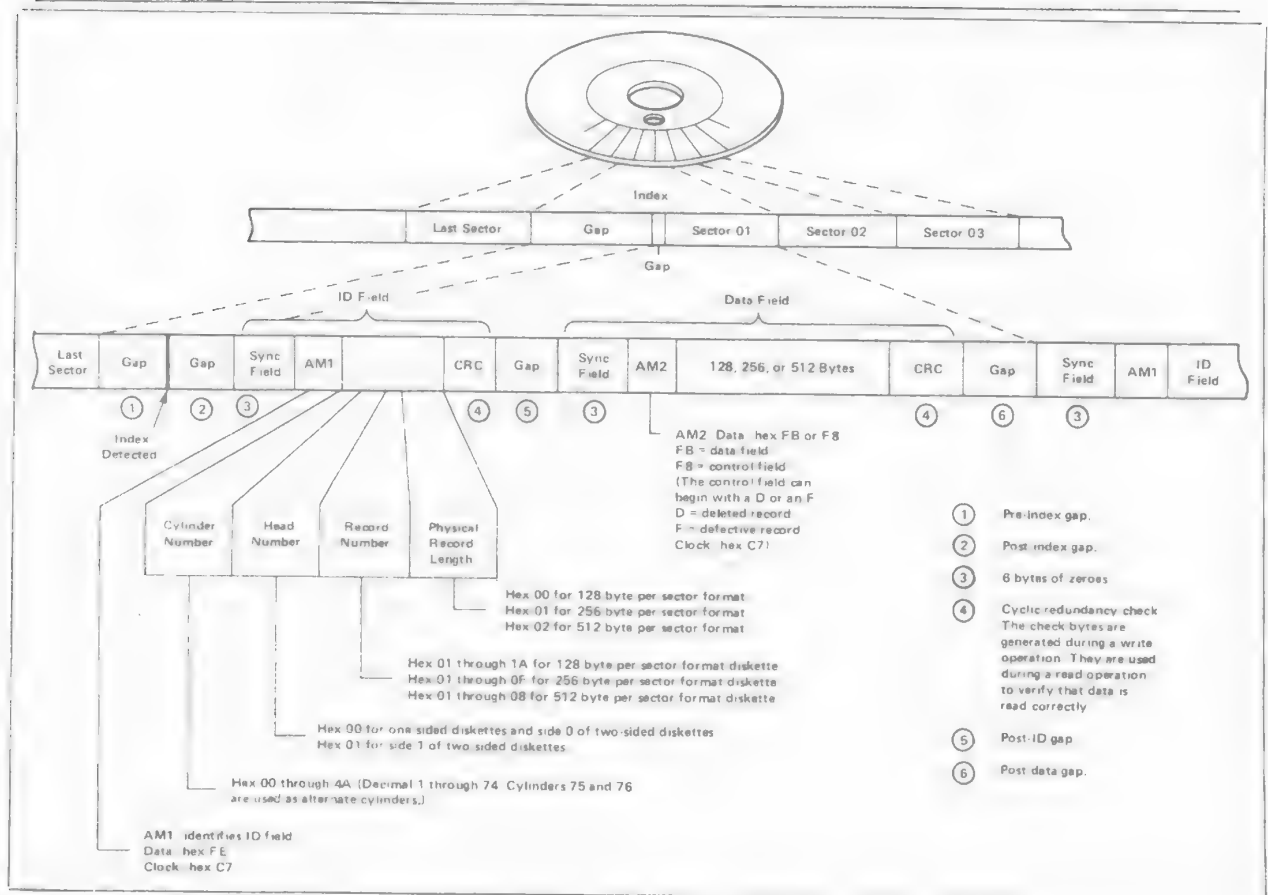 Index
Last Sector
Gap
Sector 01
Sector 02
Sector 03
Gap
ID Field
Data Field
Last
Sector
Gap
Gap
Sync
Field
AM1
CRC
Gap
Sync
Field
AM2
128, 256, or 512 Bytes
CRC
Gap
Sync
Field
AM1
ID
Field
1
2
3
4
5
3
4
6
3
Index
Detected
AM2 Data hex FB or F8
FB = data field
F8 = control field
(The control field can
begin with a D or an F
D = deleted record
F = defective record
Clock hex C7)
Cylinder
Number
Head
Number
Record
Number
Physical
Record
Length
Hex 00 for 128 byte per sector format
Hex 01 for 256 byte per sector format
Hex 02 for 512 byte per sector format
Hex 01 through 1A for 128 byte per sector format diskette
Hex 01 through 0F for 256 byte per sector format diskette
Hex 01 through 08 for 512 byte per sector format diskette
Hex 00 for one sided diskettes and side 0 of two-sided diskettes
Hex 01 for side 1 of two sided diskettes
Hex 00 through 4A (Decimal 1 through 74 Cylinders 75 and 76
are used as alternate cylinders.)
AM1 identifies ID field
Data hex FE
Clock hex C7
1 Pre-index gap.
2 Post index gap.
3 6 bytes of zeroes
4 Cyclic redundancy check
The check bytes are
generated during a write
operation They are used
during a read operation
to verify that data is
read correctly
5 Post-ID gap
6 Post data gap.